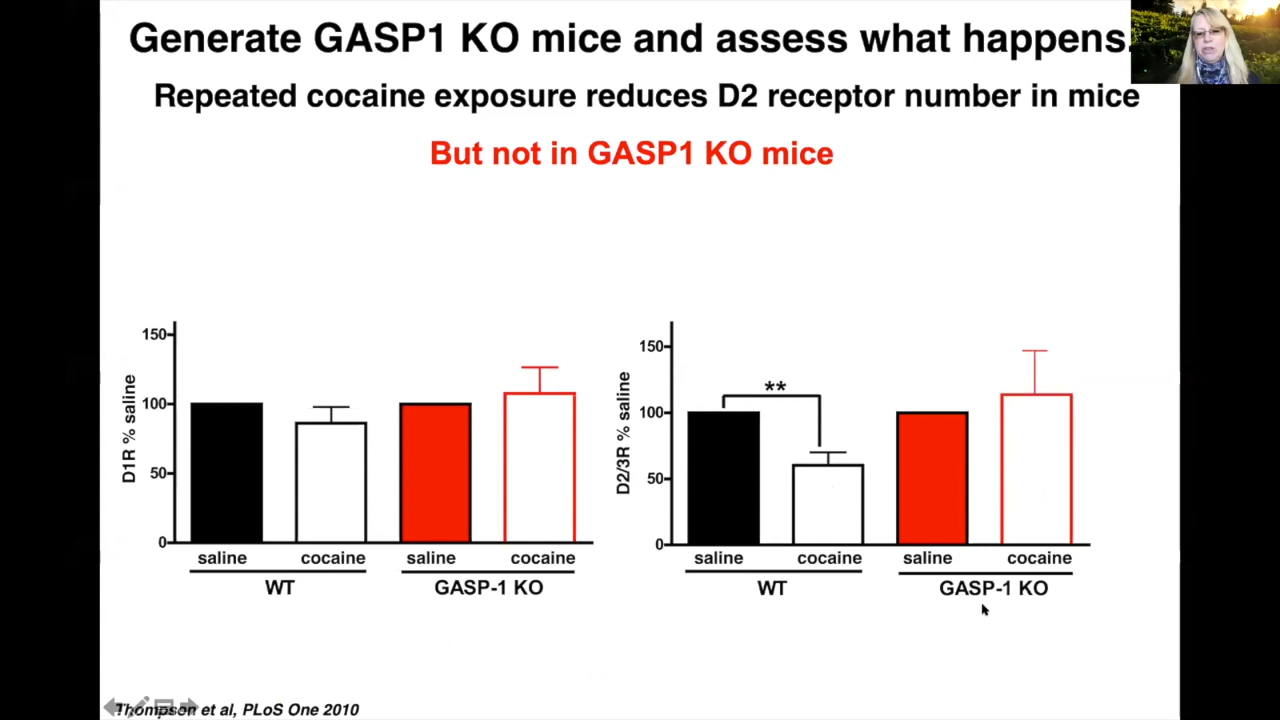 Generate GASP1 KO mice and assess what happens.
Repeated cocaine exposure reduces D2 receptor number in mice
But not in GASP1 KO mice
150
100
50
0
D1R % saline
saline cocaine saline cocaine
WT GASP-1 KO
150
100
50
0
D2/3R % saline
**
saline cocaine saline cocaine
WT GASP-1 KO
Thompson et al, PLoS One 2010